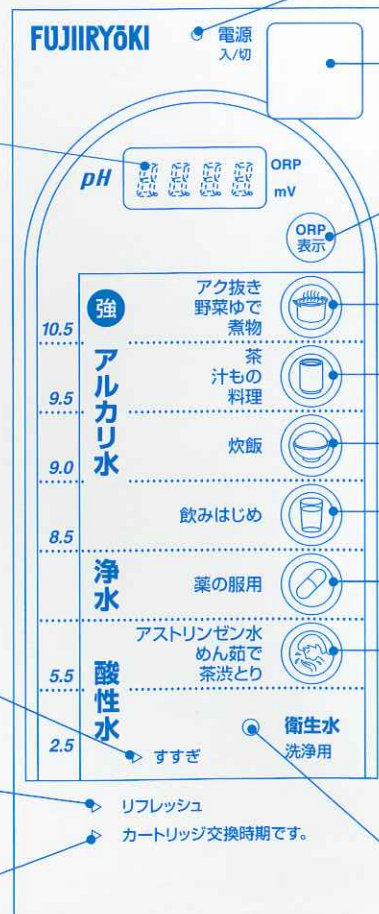 FUJIIRYōKI
電源
入/切
pH
ORP
mV
ORP
表示
強
アルカリ水
アク抜き
野菜ゆで
煮物
10.5
茶
汁もの
料理
9.5
炊飯
9.0
飲みはじめ
8.5
浄水
薬の服用
アストリンゼン水
めん茹で
茶渋とり
5.5
酸性水
衛生水
洗浄用
2.5
すすぎ
リフレッシュ
カートリッジ交換時期です。